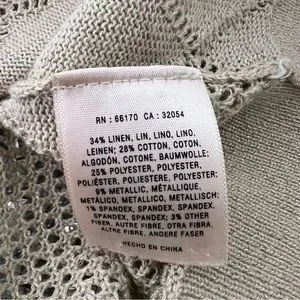 RN : 66170 CA : 32054
34% LINEN, LIN, LINO, LINO,
LEINEN; 28% COTTON, COTON,
ALGODÓN, COTONE, BAUMWOLLE;
25% POLYESTER, POLYESTER,
POLIÉSTER, POLIESTERE, POLYESTER;
9% METALLIC, MÉTALLIQUE,
METÁLICO, METALLICO, METALLISCH;
1% SPANDEX, SPANDEX, SPANDEX,
SPANDEX, SPANDEX; 3% OTHER
FIBER, AUTRE FIBRE, OTRA FIBRA,
ALTRE FIBRE, ANDERE FASER
HECHO EN CHINA